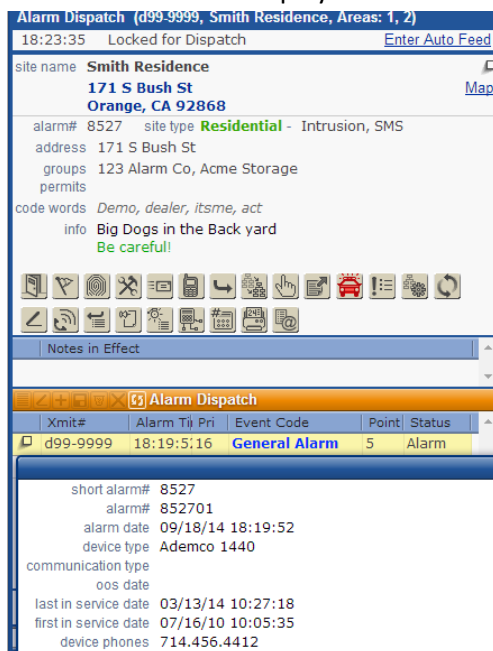 Alarm Dispatch (d99-9999, Smith Residence, Areas: 1, 2)
18:23:35 Locked for Dispatch Enter Auto Feed
site name Smith Residence
171 S Bush St Map
Orange, CA 92868
alarm# 8527 site type Residential - Intrusion, SMS
address 171 S Bush St
groups 123 Alarm Co, Acme Storage
permits
code words Demo, dealer, itsme, act
info Big Dogs in the Back yard
Be careful!
Notes in Effect
Alarm Dispatch
Xmit# Alarm Ti Pri Event Code Point Status
d99-9999 18:19:52 16 General Alarm 5 Alarm
short alarm# 8527
alarm# 852701
alarm date 09/18/14 18:19:52
device type Ademco 1440
communication type
oos date
last in service date 03/13/14 10:27:18
first in service date 07/16/10 10:05:35
device phones 714.456.4412